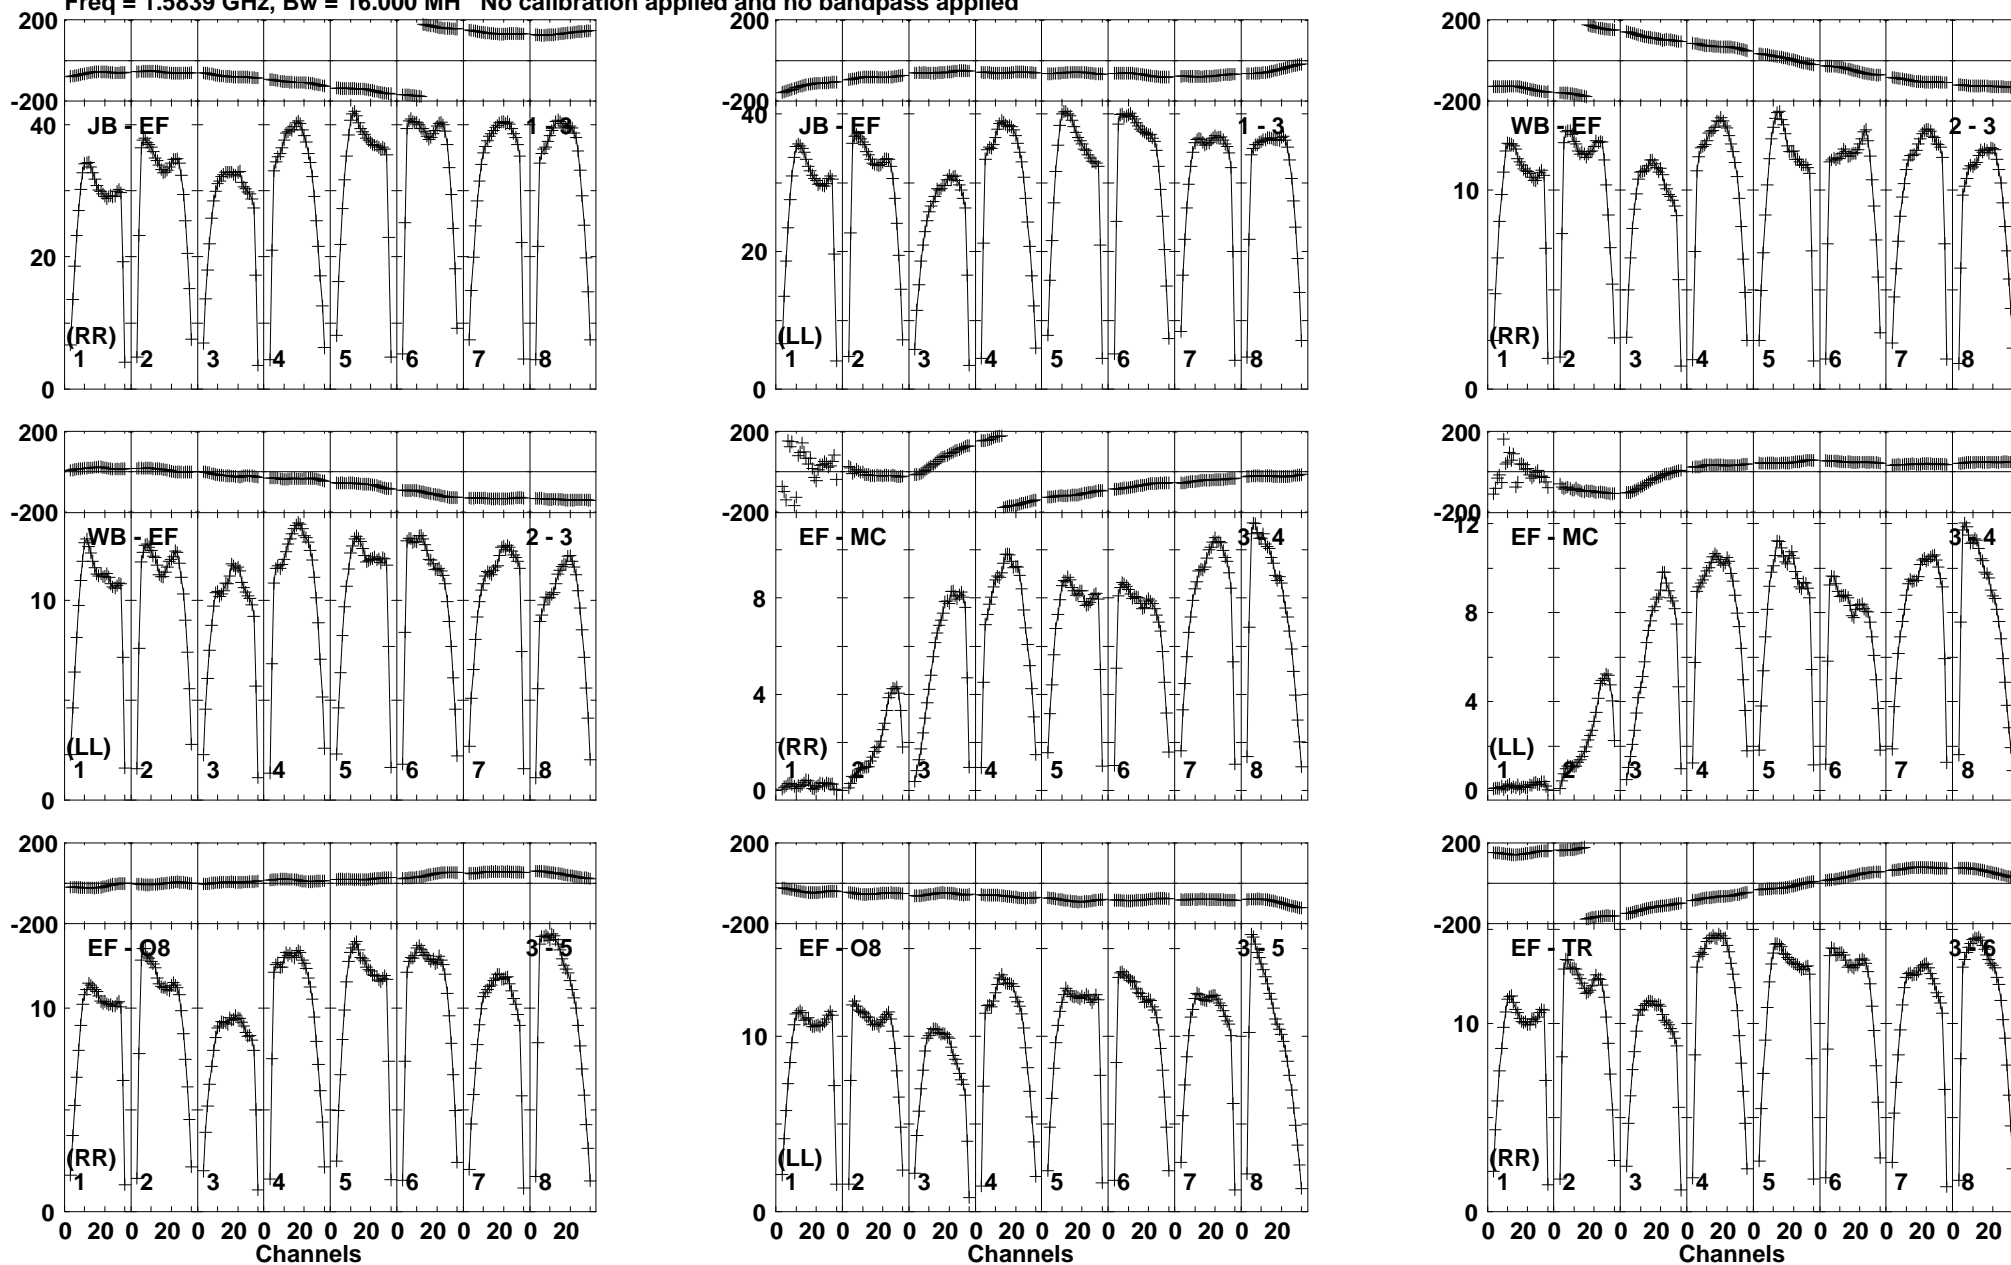 Freq = 1.5839 GHz, Bw = 16.000 MH No calibration applied and no bandpass applied
200 200 200
-200 -200 -200
JB - EF 1 - 3 JB - EF 1 - 3 WB - EF 2 - 3
40 40
10
20 20
(RR) (LL) (RR)
1 2 3 4 5 6 7 8 1 2 3 4 5 6 7 8 1 2 3 4 5 6 7 8
0 0 0
200 200 200
-200 -200 -200
12
WB - EF 2 - 3 EF - MC 3 - 4 EF - MC 3 - 4
10 8 8
4 4
(LL) (RR) (LL)
1 2 3 4 5 6 7 8 1 2 3 4 5 6 7 8 1 2 3 4 5 6 7 8
0 0 0
200 200 200
-200 -200 -200
EF - O8 3 - 5 EF - O8 3 - 5 EF - TR 3 - 6
10 10 10
(RR) (LL) (RR)
1 2 3 4 5 6 7 8 1 2 3 4 5 6 7 8 1 2 3 4 5 6 7 8
0 0 0
0 20 0 20 0 20 0 20 0 20 0 20 0 20 0 20 0 20 0 20 0 20 0 20 0 20 0 20 0 20 0 20 0 20 0 20 0 20 0 20 0 20 0 20 0 20 0 20
Channels Channels Channels